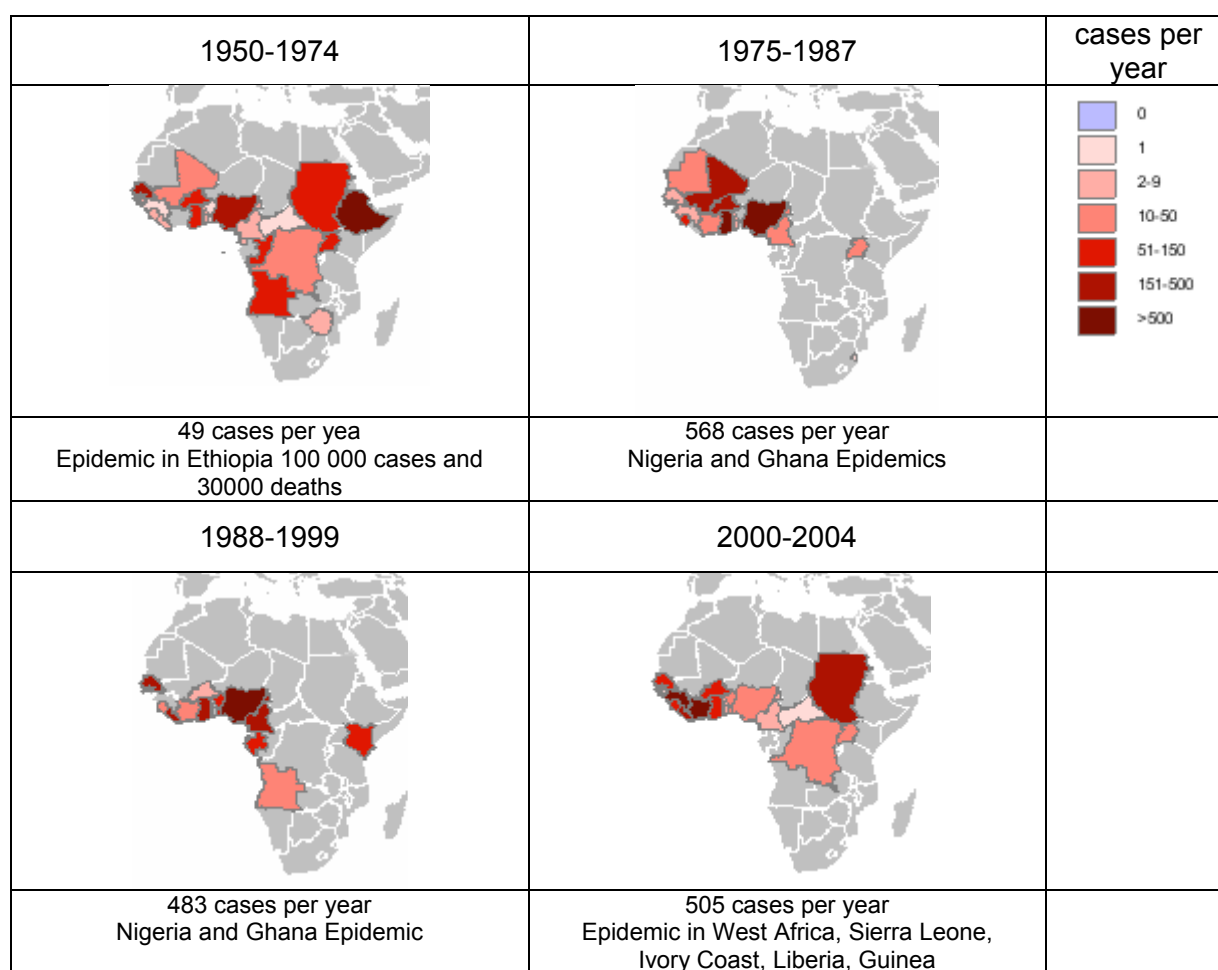 1950-1974
1975-1987
cases per
year
0
1
2-9
10-50
51-150
151-500
>500
49 cases per yea
Epidemic in Ethiopia 100 000 cases and
30000 deaths
568 cases per year
Nigeria and Ghana Epidemics
1988-1999
2000-2004
483 cases per year
Nigeria and Ghana Epidemic
505 cases per year
Epidemic in West Africa, Sierra Leone,
Ivory Coast, Liberia, Guinea